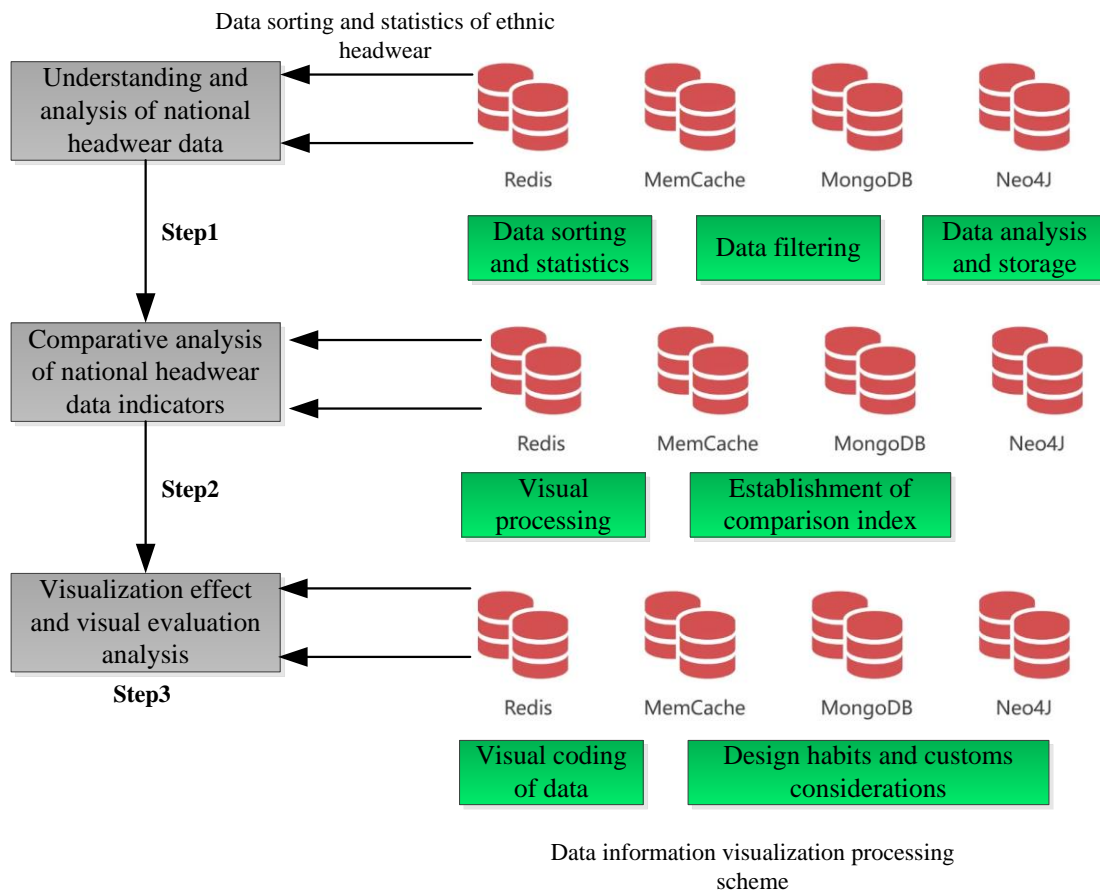 Data sorting and statistics of ethnic
headwear
Understanding and
analysis of national
headwear data
Redis
MemCache
MongoDB
Neo4J
Step1
Data sorting
and statistics
Data filtering
Data analysis
and storage
Comparative analysis
of national headwear
data indicators
Redis
MemCache
MongoDB
Neo4J
Step2
Visual
processing
Establishment of
comparison index
Visualization effect
and visual evaluation
analysis
Step3
Redis
MemCache
MongoDB
Neo4J
Visual coding
of data
Design habits and customs
considerations
Data information visualization processing
scheme